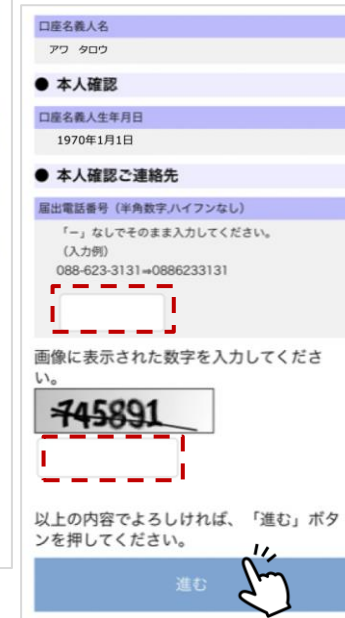 口座名義人名
アワ タロウ
● 本人確認
口座名義人生年月日
1970年1月1日
● 本人確認ご連絡先
届出電話番号（半角数字,ハイフンなし）
「−」なしでそのまま入力してください。
（入力例）
088-623-3131⇒0886233131
画像に表示された数字を入力してくださ
い。
745891
以上の内容でよろしければ、「進む」ボタ
ンを押してください。
進む